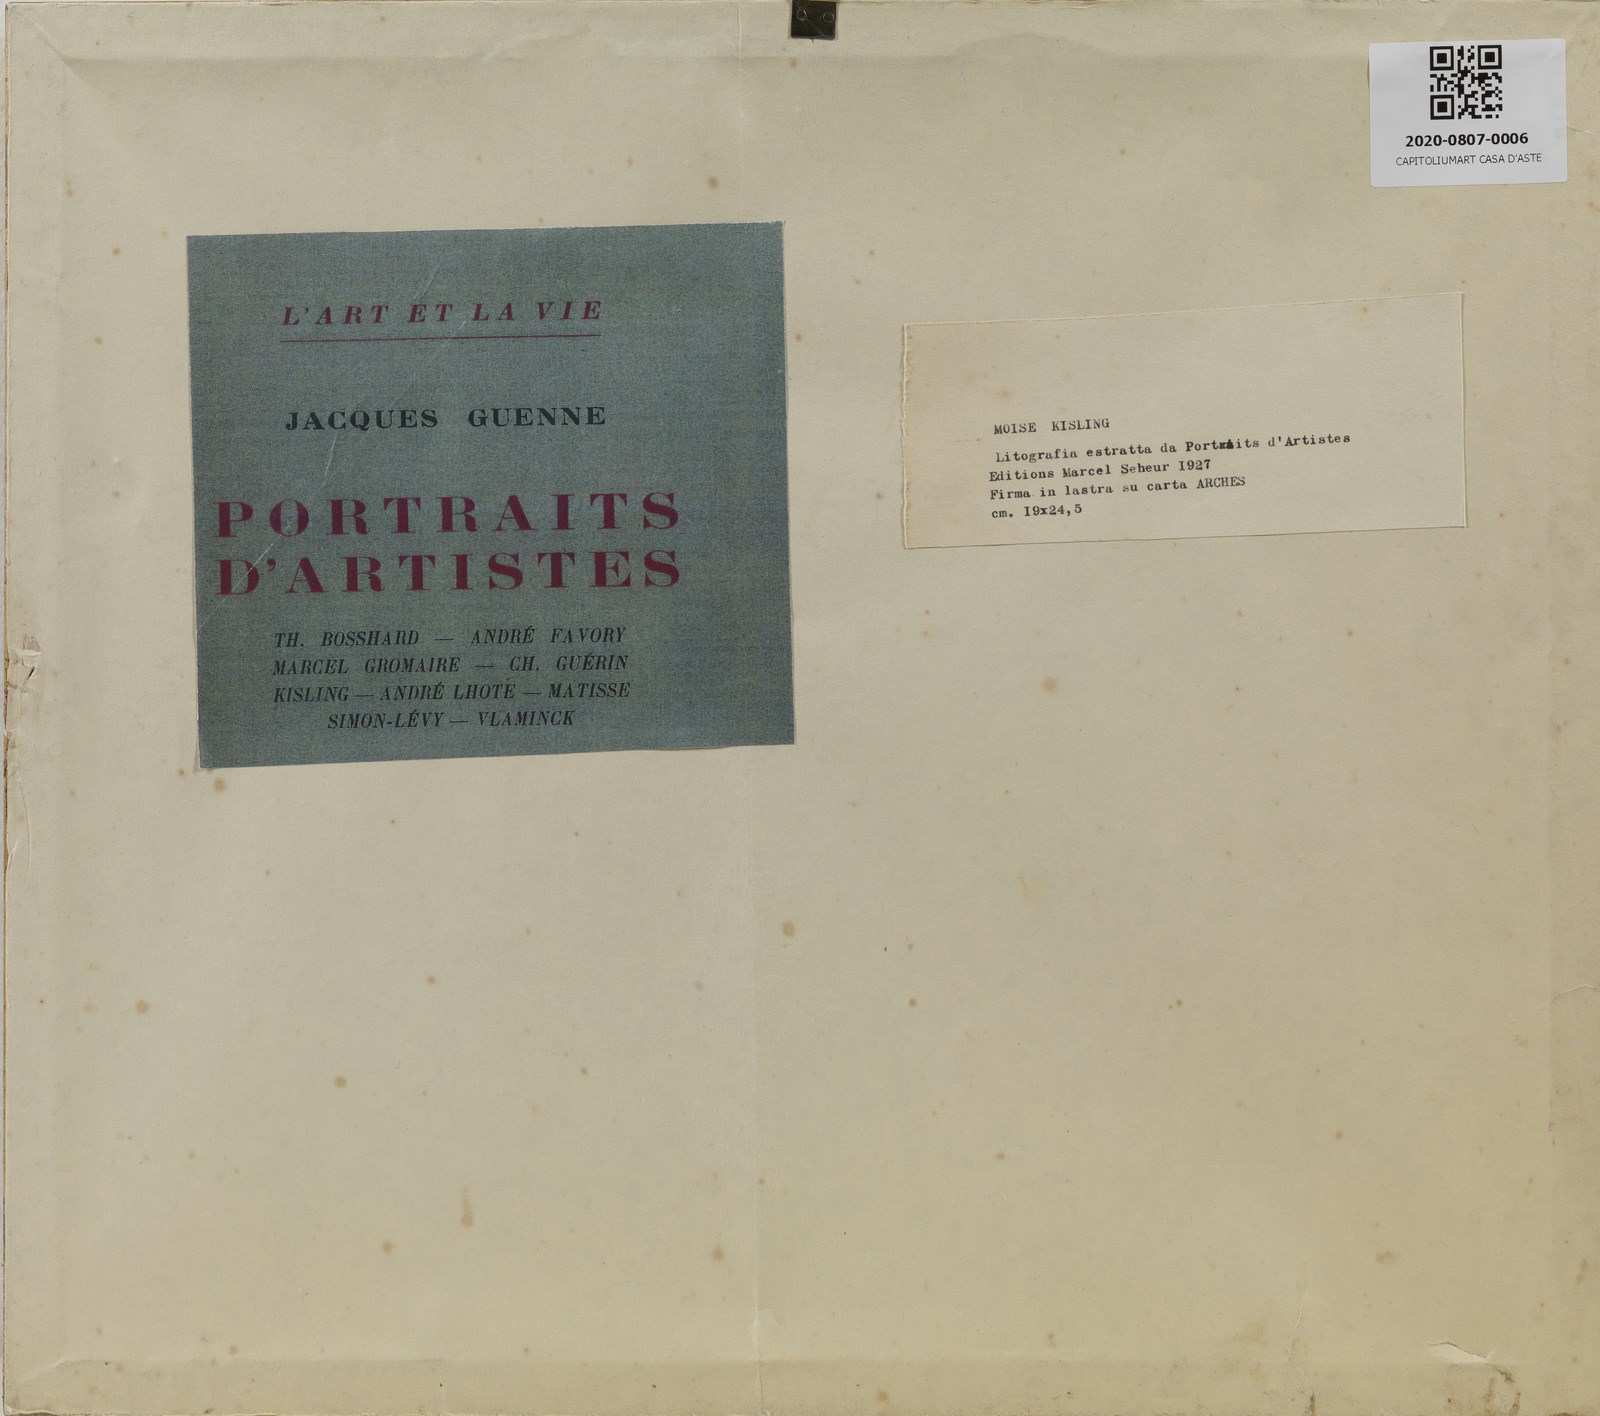 2020-0807-0006
CAPITOLIUMART CASA D'ASTE
L'ART ET LA VIE
JACQUES GUENNE
PORTRAITS
D'ARTISTES
TH. BOSSHARD — ANDRÉ FAVORY
MARCEL GROMAIRE — CH. GUÉRIN
KISLING — ANDRÉ LHOTE — MATISSE
SIMON-LÉVY — VLAMINCK
MOISE KISLING
Litografia estratta da Portraits d'Artistes
Editions Marcel Seheur I927
Firma in lastra su carta ARCHES
cm. I9x24,5